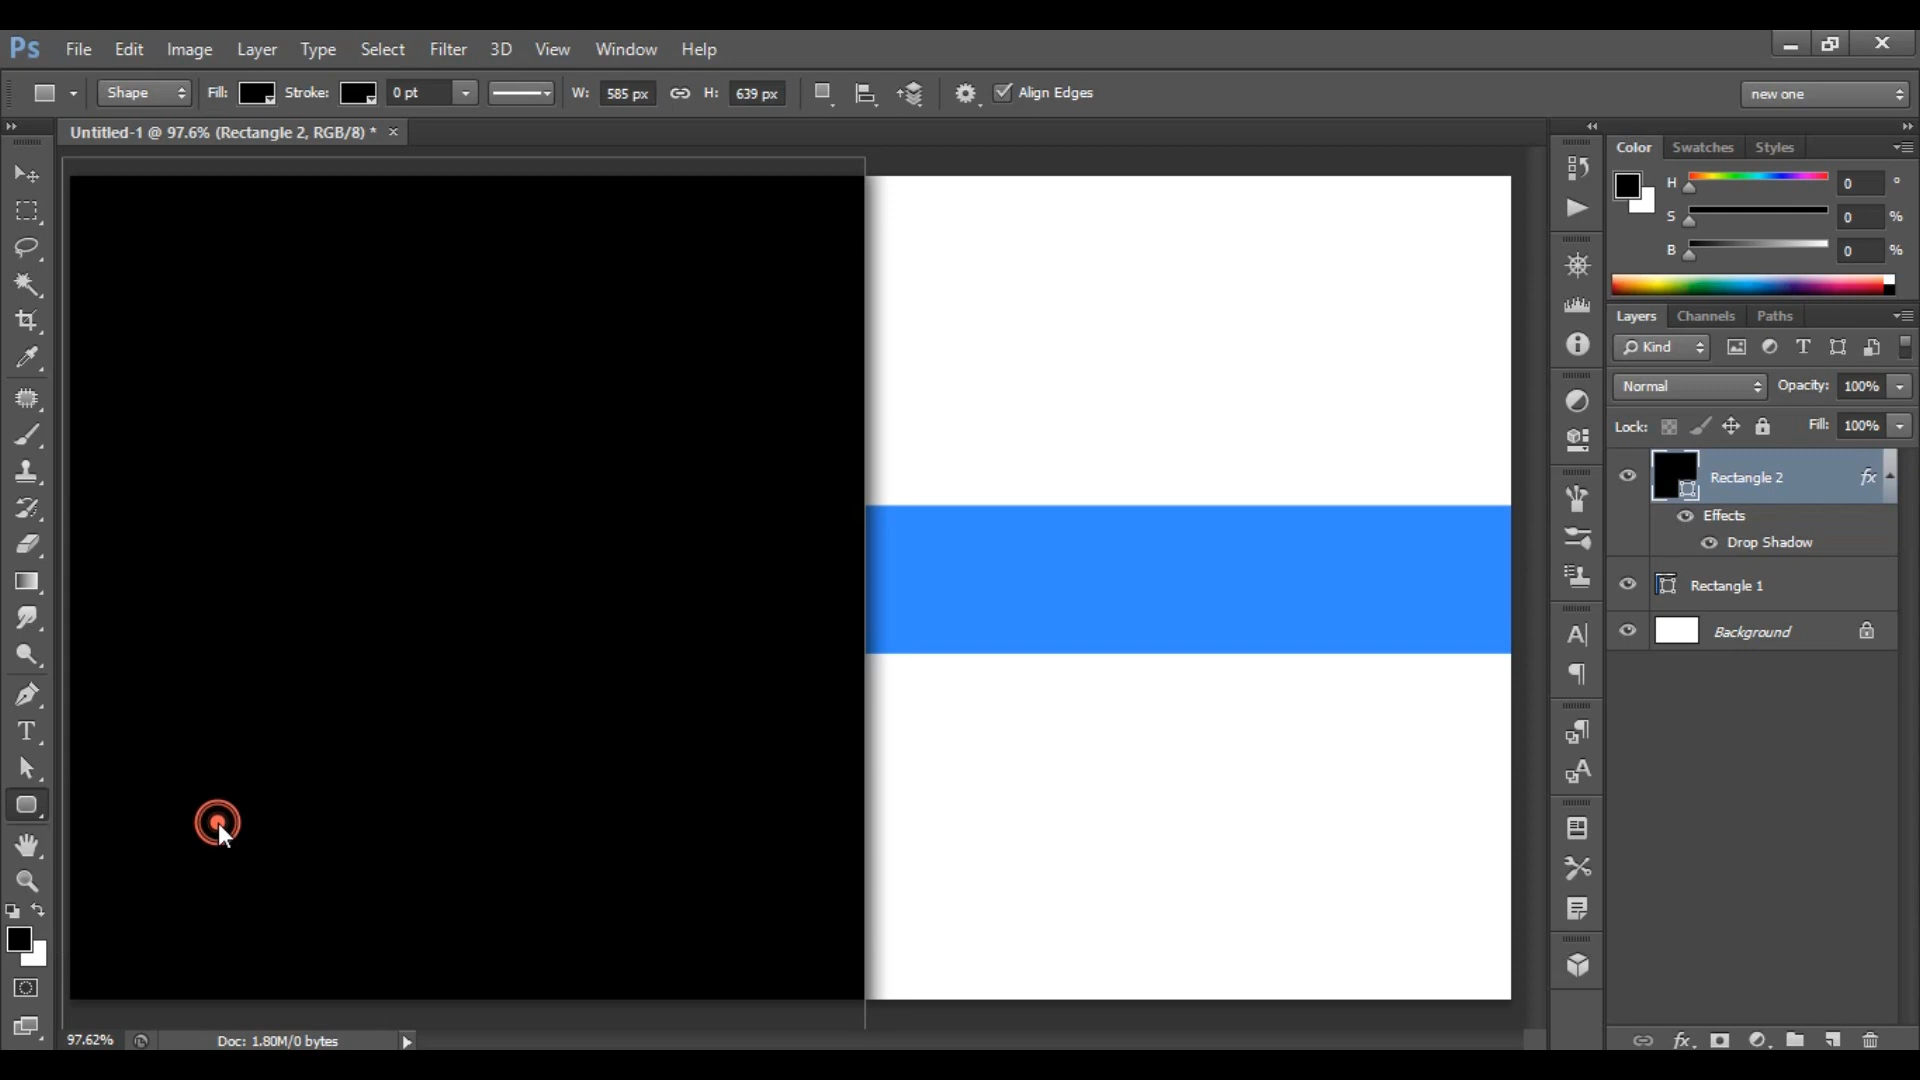 Ps File Edit Image Layer Type Select Filter 3D View Window Help
Shape Fill: Stroke: 0 pt W: 585 px H: 639 px Align Edges new one
Untitled-1 @ 97.6% (Rectangle 2, RGB/8) * ×
Color Swatches Styles
H 0 °
S 0 %
B 0 %
Layers Channels Paths
Kind
Normal Opacity: 100%
Lock: Fill: 100%
Rectangle 2 fx
Effects
Drop Shadow
Rectangle 1
Background
97.62% Doc: 1.80M/0 bytes
fx